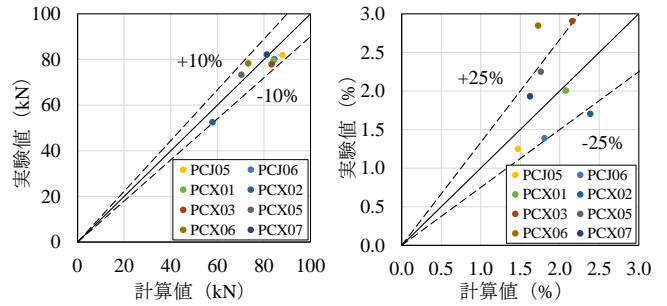 100
80
60
40
20
0
実験値（kN）
+10%
-10%
PCJ05 PCJ06
PCX01 PCX02
PCX03 PCX05
PCX06 PCX07
0 20 40 60 80 100
計算値（kN）
3.0
2.5
2.0
1.5
1.0
0.5
0.0
実験値（%）
+25%
-25%
PCJ05 PCJ06
PCX01 PCX02
PCX03 PCX05
PCX06 PCX07
0.0 0.5 1.0 1.5 2.0 2.5 3.0
計算値（%）